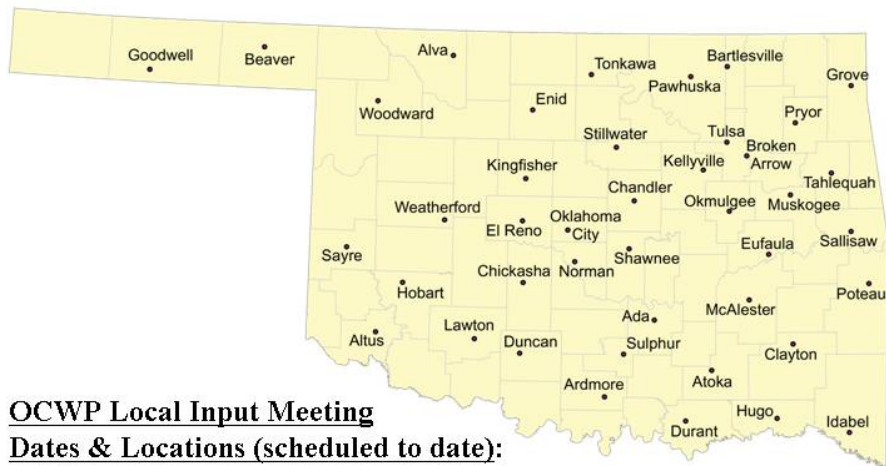 Goodwell
Beaver
Alva
Tonkawa
Bartlesville
Pawhuska
Grove
Woodward
Enid
Pryor
Stillwater
Tulsa
Broken
Arrow
Kingfisher
Kellyville
Tahlequah
Chandler
Okmulgee
Muskogee
Weatherford
El Reno
Oklahoma
City
Sayre
Shawnee
Eufaula
Sallisaw
Chickasha
Norman
Hobart
Poteau
McAlester
Ada
Altus
Lawton
Duncan
Sulphur
Clayton
Ardmore
Atoka
Durant
Hugo
Idabel
OCWP Local Input Meeting
Dates & Locations (scheduled to date):